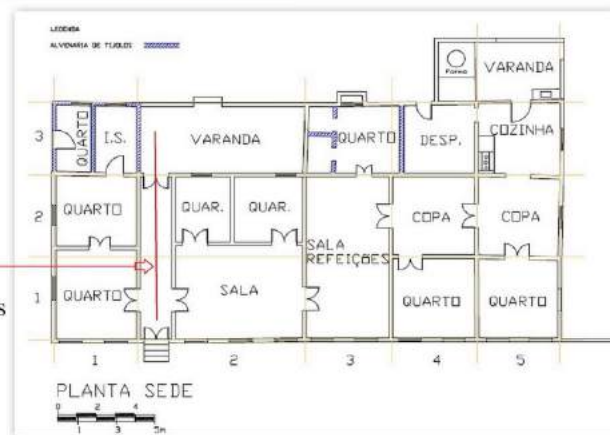 LEGENDA
ALVENARIA DE TIJOLOS
Forno
VARANDA
3
QUARTO
I.S.
VARANDA
QUARTO
DESP.
COZINHA
2
QUARTO
QUAR.
QUAR.
SALA
REFEIÇÕES
COPA
COPA
1
QUARTO
SALA
QUARTO
QUARTO
S
1
2
3
4
5
PLANTA SEDE
0 2 4
1 3 5m